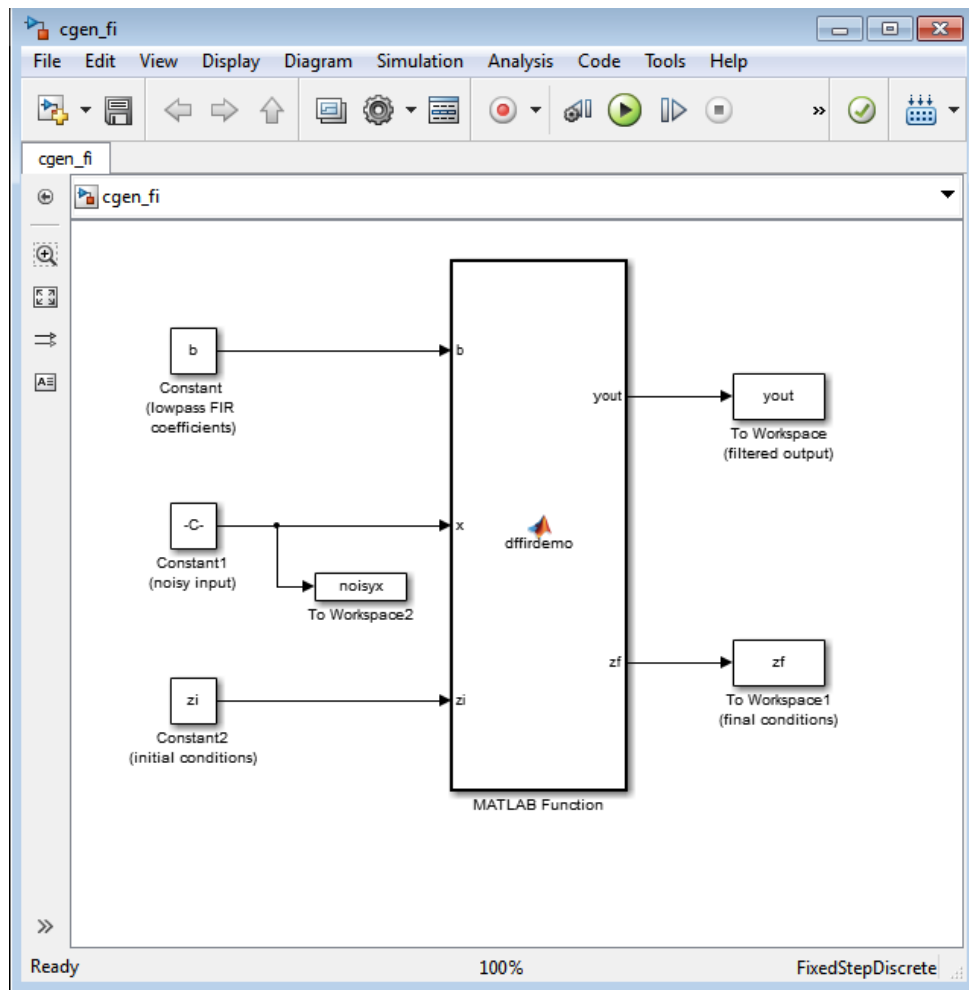 cgen_fi
File Edit View Display Diagram Simulation Analysis Code Tools Help
»
cgen_fi
cgen_fi
b
Constant
(lowpass FIR
coefficients)
-C-
Constant1
(noisy input)
noisyx
To Workspace2
zi
Constant2
(initial conditions)
b
x
zi
dffirdemo
yout
zf
MATLAB Function
yout
To Workspace
(filtered output)
zf
To Workspace1
(final conditions)
A
»
Ready 100% FixedStepDiscrete